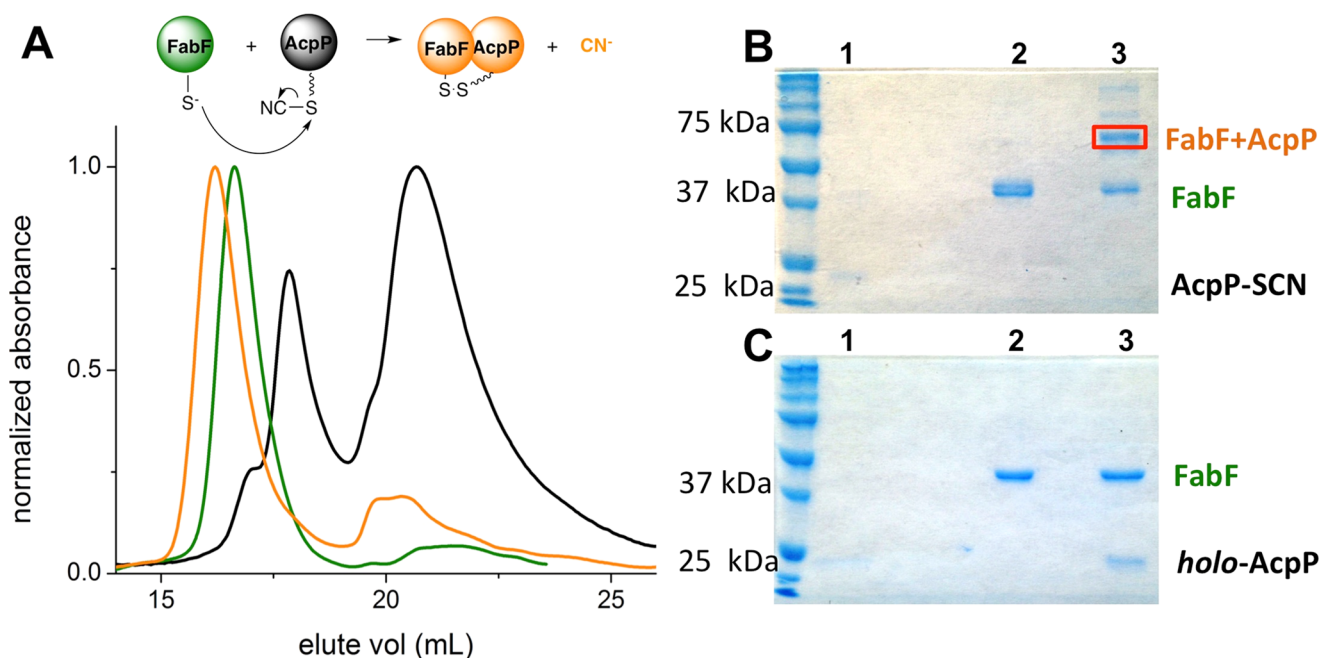 A
FabF + AcpP FabF AcpP + CN-
S- NC S S S
normalized absorbance
1.0
0.5
0.0
15 20 25
elute vol (mL)
B
1 2 3
75 kDa
FabF+AcpP
37 kDa
FabF
25 kDa
AcpP-SCN
C
1 2 3
37 kDa
FabF
25 kDa
holo-AcpP